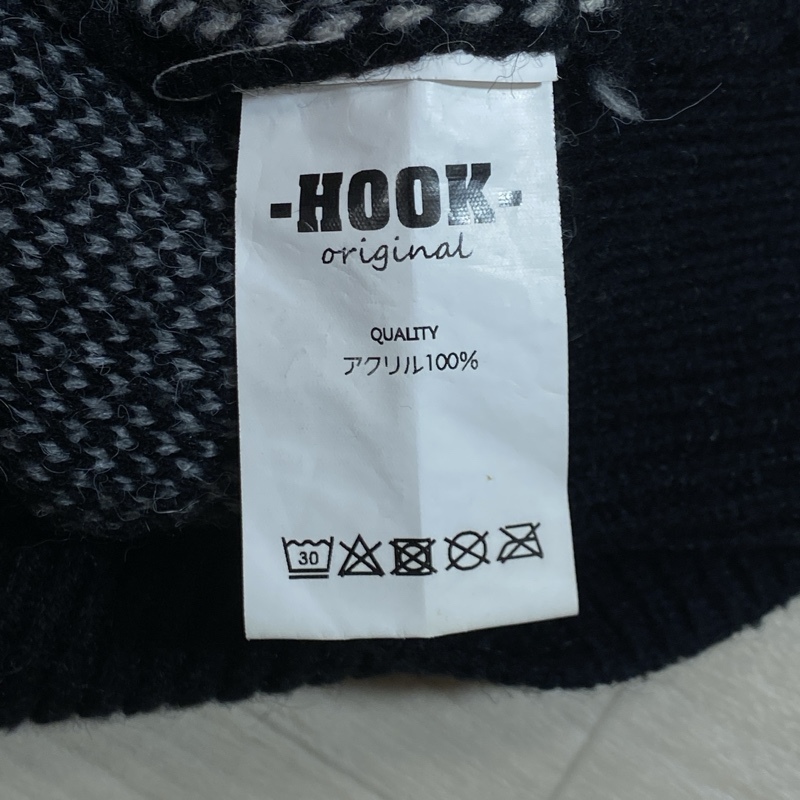 -HOOK-
original
QUALITY
アクリル100%
30